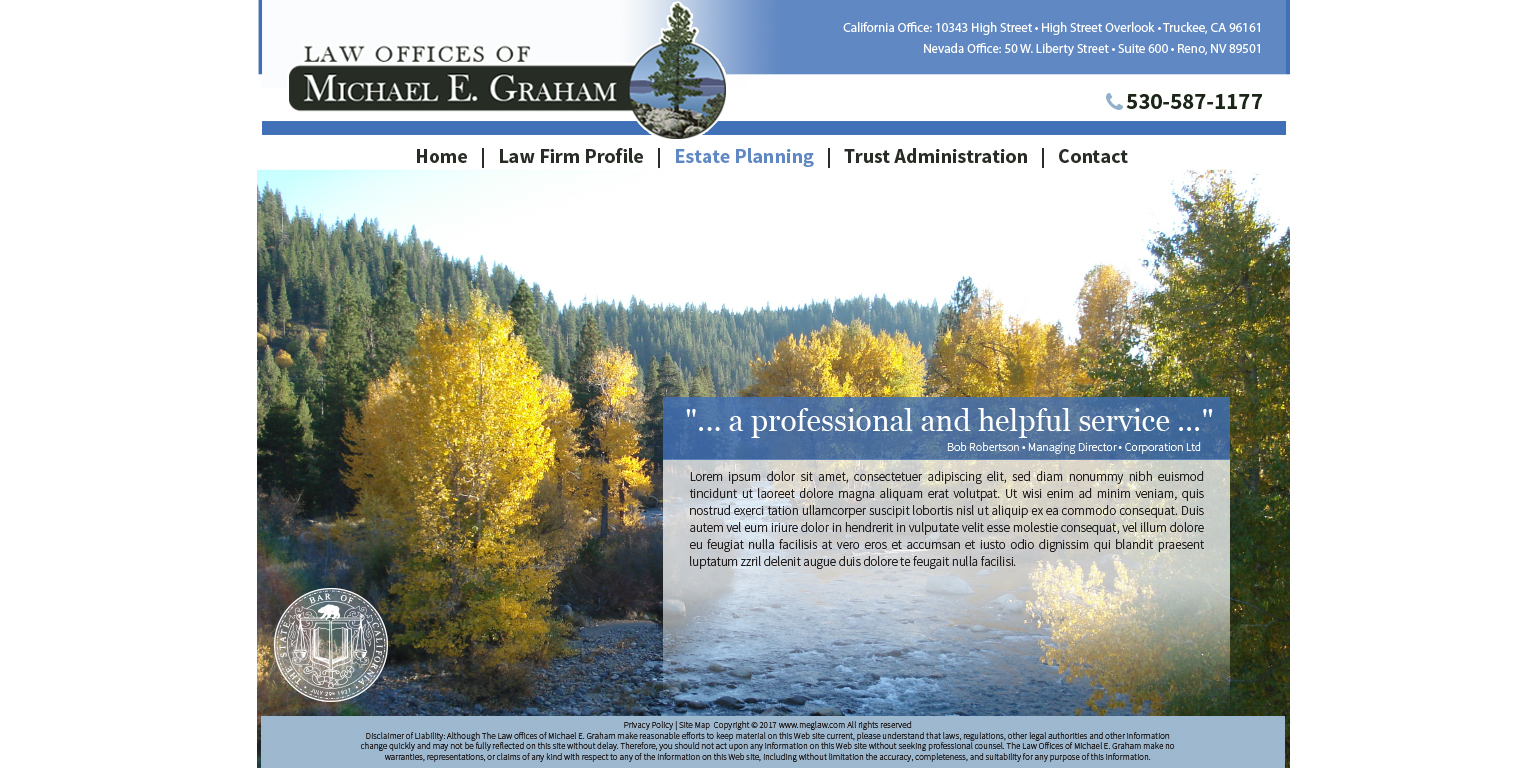 California Office: 10343 High Street • High Street Overlook • Truckee, CA 96161
Nevada Office: 50 W. Liberty Street • Suite 600 • Reno, NV 89501
LAW OFFICES OF
MICHAEL E. GRAHAM
530-587-1177
Home | Law Firm Profile | Estate Planning | Trust Administration | Contact
"... a professional and helpful service ..."
Bob Robertson • Managing Director • Corporation Ltd
Lorem ipsum dolor sit amet, consectetuer adipiscing elit, sed diam nonummy nibh euismod
tincidunt ut laoreet dolore magna aliquam erat volutpat. Ut wisi enim ad minim veniam, quis
nostrud exerci tation ullamcorper suscipit lobortis nisl ut aliquip ex ea commodo consequat. Duis
autem vel eum iriure dolor in hendrerit in vulputate velit esse molestie consequat, vel illum dolore
eu feugiat nulla facilisis at vero eros et accumsan et iusto odio dignissim qui blandit praesent
luptatum zzril delenit augue duis dolore te feugait nulla facilisi.
THE STATE BAR OF CALIFORNIA
JULY 29th 1927
Privacy Policy | Site Map Copyright © 2017 www.meglaw.com All rights reserved
Disclaimer of Liability: Although The Law offices of Michael E. Graham make reasonable efforts to keep material on this Web site current, please understand that laws, regulations, other legal authorities and other information
change quickly and may not be fully reflected on this site without delay. Therefore, you should not act upon any information on this Web site without seeking professional counsel. The Law Offices of Michael E. Graham make no
warranties, representations, or claims of any kind with respect to any of the information on this Web site, including without limitation the accuracy, completeness, and suitability for any purpose of this information.